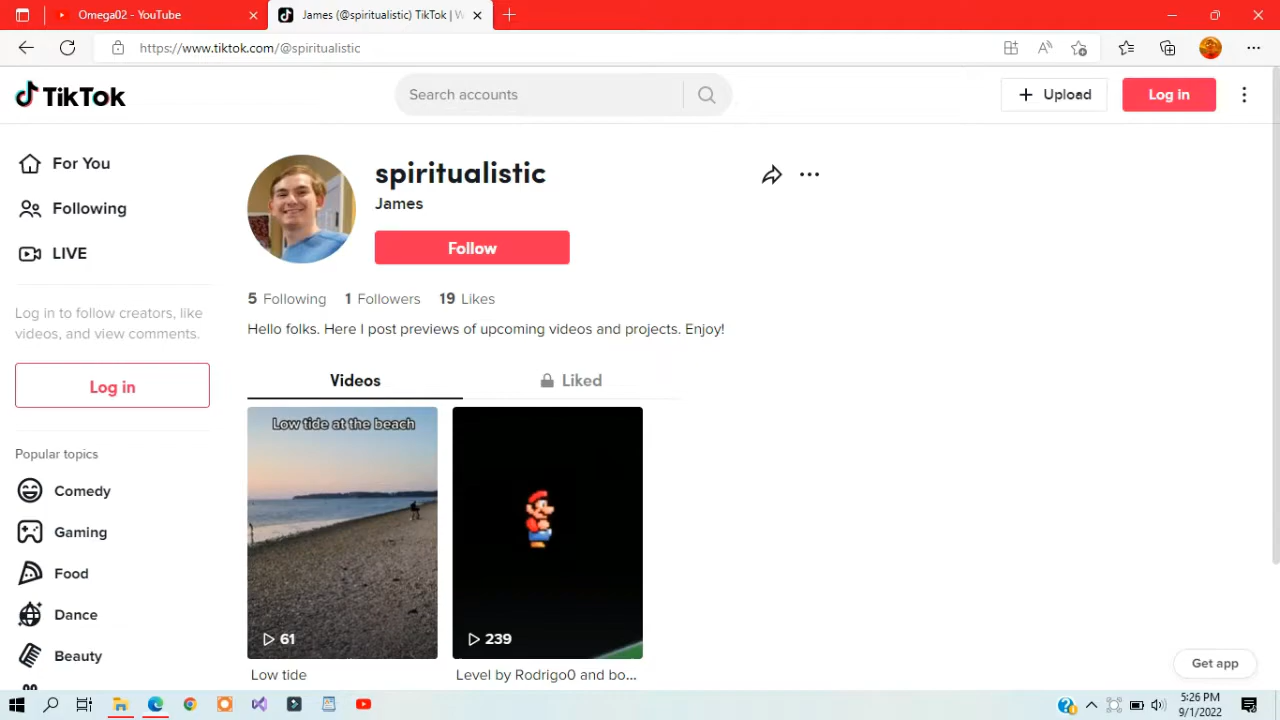 Omega02 - YouTube
James (@spiritualistic) TikTok | W
https://www.tiktok.com/@spiritualistic
TikTok
Search accounts
Upload
Log in
For You
Following
LIVE
Log in to follow creators, like
videos, and view comments.
Log in
Popular topics
Comedy
Gaming
Food
Dance
Beauty
spiritualistic
James
Follow
5 Following 1 Followers 19 Likes
Hello folks. Here I post previews of upcoming videos and projects. Enjoy!
Videos
Liked
Low tide at the beach
61
239
Low tide
Level by Rodrigo0 and bo...
Get app
5:26 PM
9/1/2022